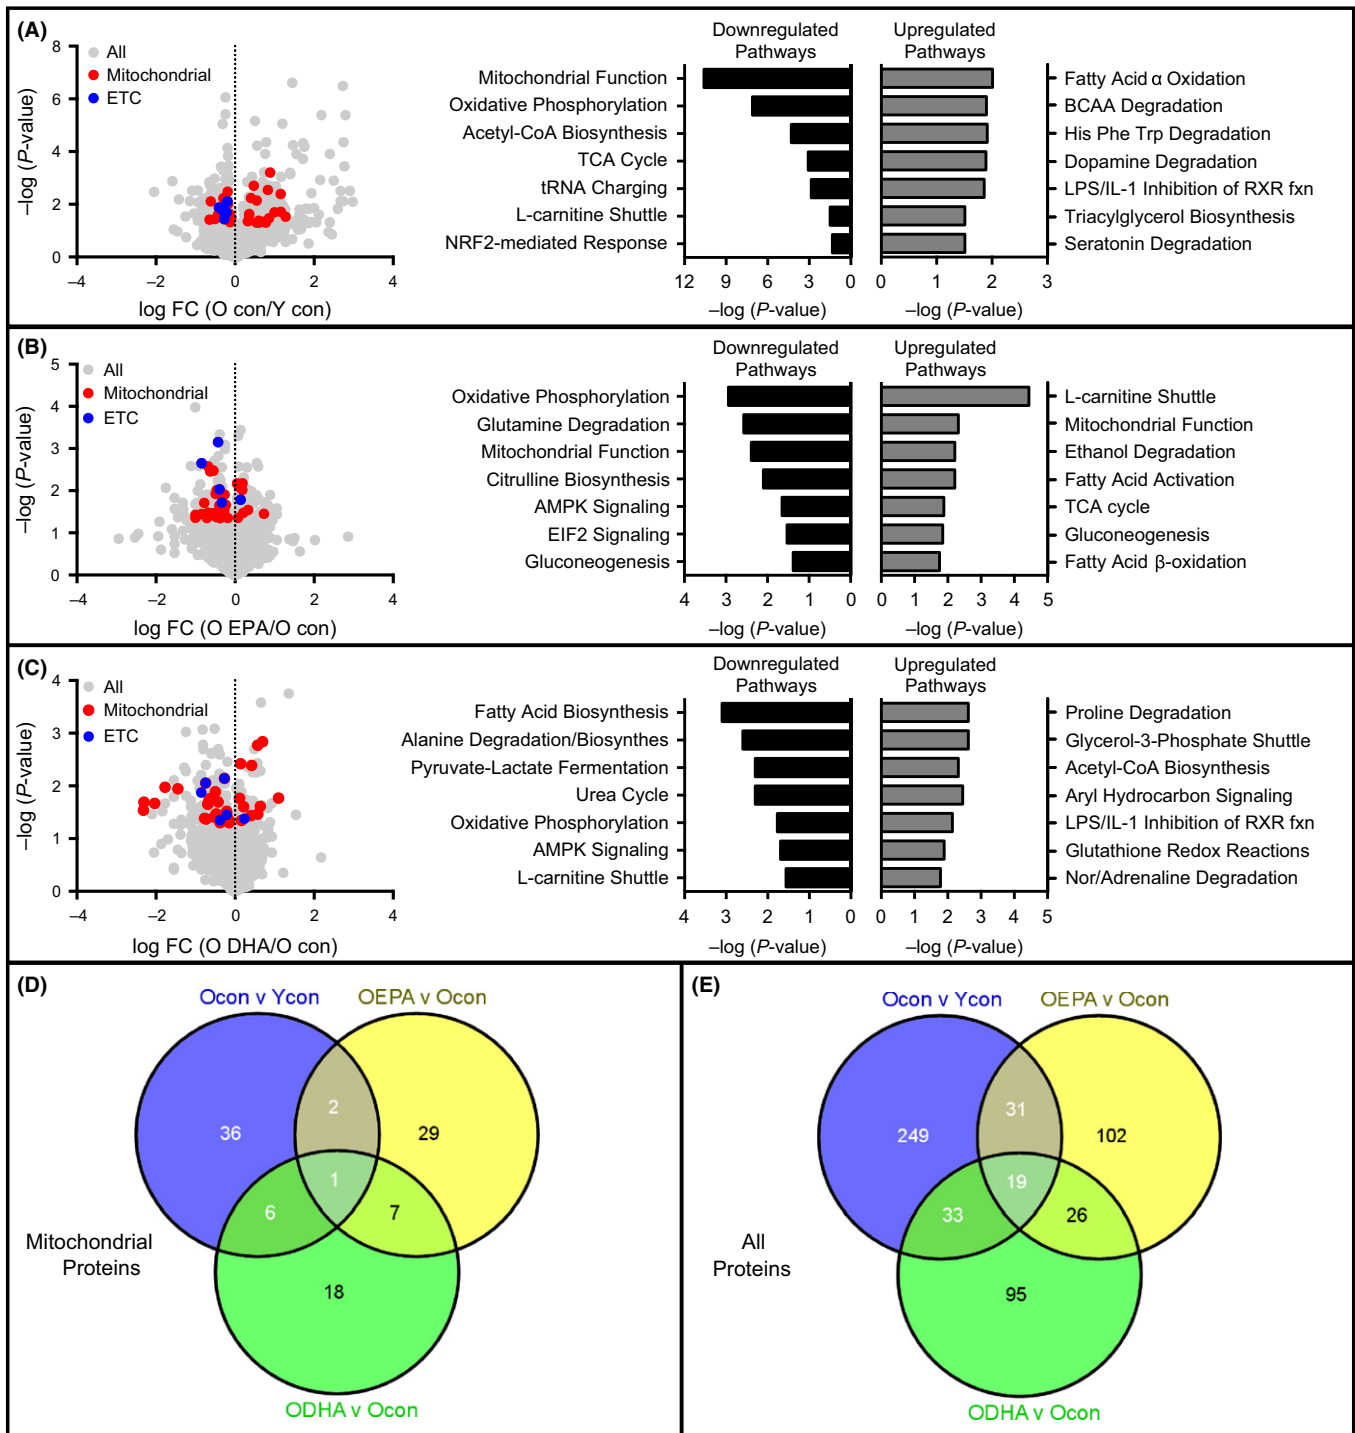 (A)
All
Mitochondrial
ETC
8
6
4
2
0
–log (P-value)
–4
–2
0
2
4
log FC (O con/Y con)
Downregulated
Pathways
Upregulated
Pathways
Mitochondrial Function
Oxidative Phosphorylation
Acetyl-CoA Biosynthesis
TCA Cycle
tRNA Charging
L-carnitine Shuttle
NRF2-mediated Response
12
9
6
3
0
–log (P-value)
0
1
2
3
–log (P-value)
Fatty Acid α Oxidation
BCAA Degradation
His Phe Trp Degradation
Dopamine Degradation
LPS/IL-1 Inhibition of RXR fxn
Triacylglycerol Biosynthesis
Seratonin Degradation
(B)
All
Mitochondrial
ETC
5
4
3
2
1
0
–log (P-value)
–4
–2
0
2
4
log FC (O EPA/O con)
Downregulated
Pathways
Upregulated
Pathways
Oxidative Phosphorylation
Glutamine Degradation
Mitochondrial Function
Citrulline Biosynthesis
AMPK Signaling
EIF2 Signaling
Gluconeogenesis
4
3
2
1
0
–log (P-value)
0
1
2
3
4
5
–log (P-value)
L-carnitine Shuttle
Mitochondrial Function
Ethanol Degradation
Fatty Acid Activation
TCA cycle
Gluconeogenesis
Fatty Acid β-oxidation
(C)
All
Mitochondrial
ETC
4
3
2
1
0
–log (P-value)
–4
–2
0
2
4
log FC (O DHA/O con)
Downregulated
Pathways
Upregulated
Pathways
Fatty Acid Biosynthesis
Alanine Degradation/Biosynthes
Pyruvate-Lactate Fermentation
Urea Cycle
Oxidative Phosphorylation
AMPK Signaling
L-carnitine Shuttle
4
3
2
1
0
–log (P-value)
0
1
2
3
4
5
–log (P-value)
Proline Degradation
Glycerol-3-Phosphate Shuttle
Acetyl-CoA Biosynthesis
Aryl Hydrocarbon Signaling
LPS/IL-1 Inhibition of RXR fxn
Glutathione Redox Reactions
Nor/Adrenaline Degradation
(D)
Ocon v Ycon
OEPA v Ocon
2
36
29
1
6
7
18
Mitochondrial
Proteins
ODHA v Ocon
(E)
Ocon v Ycon
OEPA v Ocon
31
249
102
19
33
26
95
All
Proteins
ODHA v Ocon